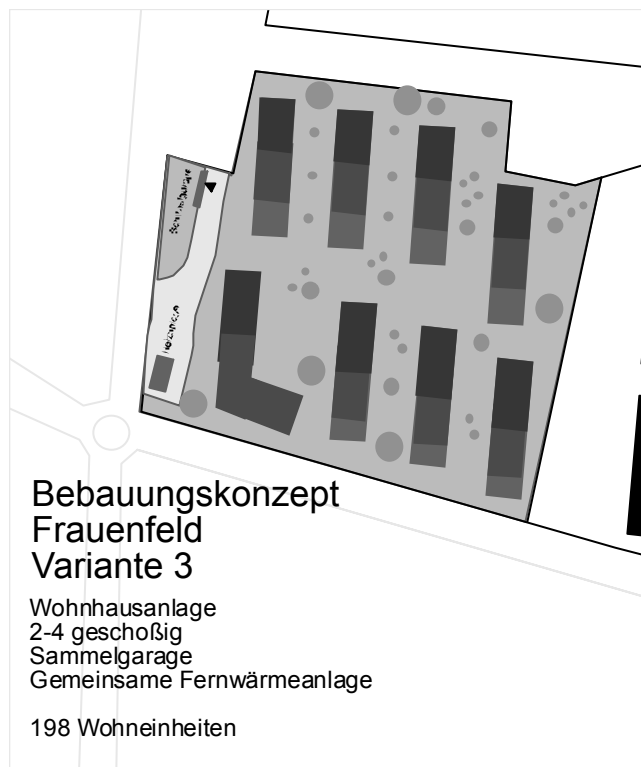 Bebauungskonzept
Frauenfeld
Variante 3
Wohnhausanlage
2-4 geschoßig
Sammelgarage
Gemeinsame Fernwärmeanlage
198 Wohneinheiten